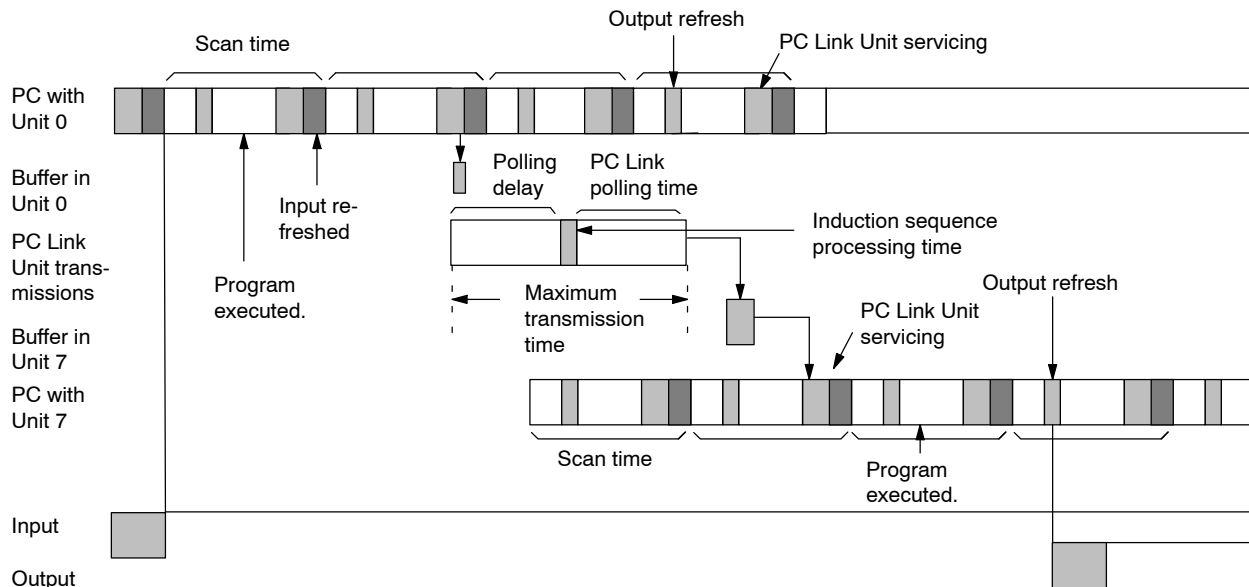 Output refresh
Scan time
PC Link Unit servicing
PC with
Unit 0
Buffer in
Unit 0
Polling
delay
PC Link
polling time
Input re-
freshed
Induction sequence
processing time
PC Link
Unit trans-
missions
Program
executed.
Maximum
transmission
time
Output refresh
PC Link Unit
servicing
Buffer in
Unit 7
PC with
Unit 7
Scan time
Program
executed.
Input
Output